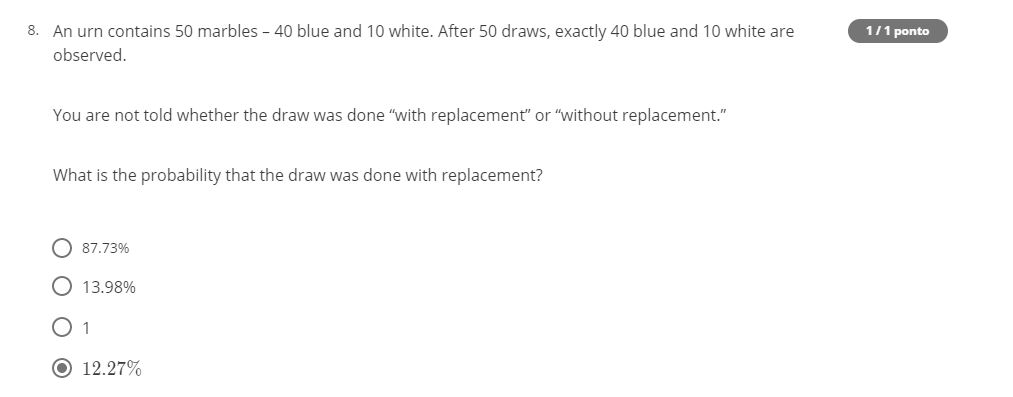 8. An urn contains 50 marbles – 40 blue and 10 white. After 50 draws, exactly 40 blue and 10 white are
observed.
1 / 1 ponto
You are not told whether the draw was done “with replacement” or “without replacement.”
What is the probability that the draw was done with replacement?
87.73%
13.98%
1
12.27%